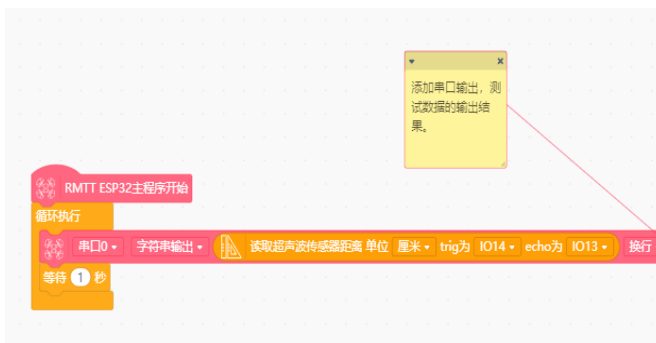 添加串口输出，测
试数据的输出结
果。
RMTT ESP32主程序开始
循环执行
串口0 字符串输出 读取超声波传感器距离 单位 厘米 trig为 IO14 echo为 IO13 换行
等待 1 秒